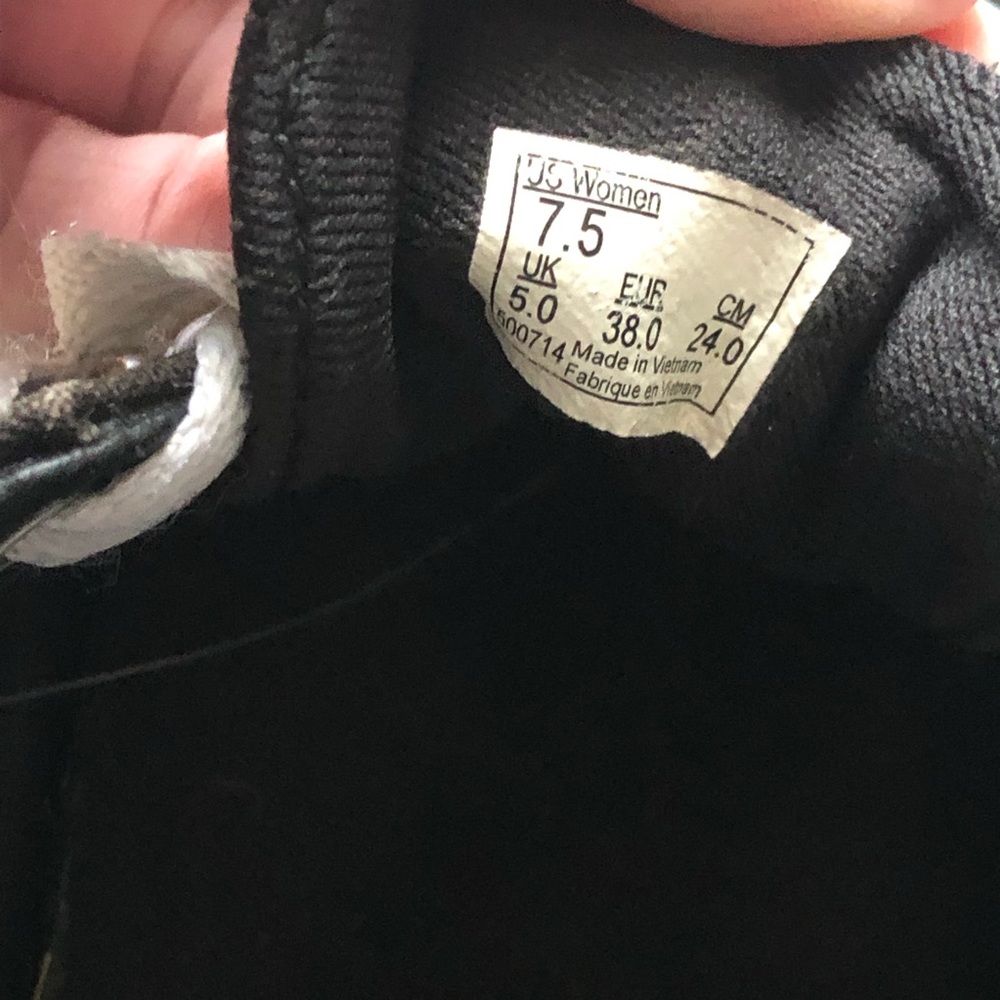 US Women
7.5
UK EUR CM
5.0 38.0 24.0
500714 Made in Vietnam
Fabrique en Vietnam